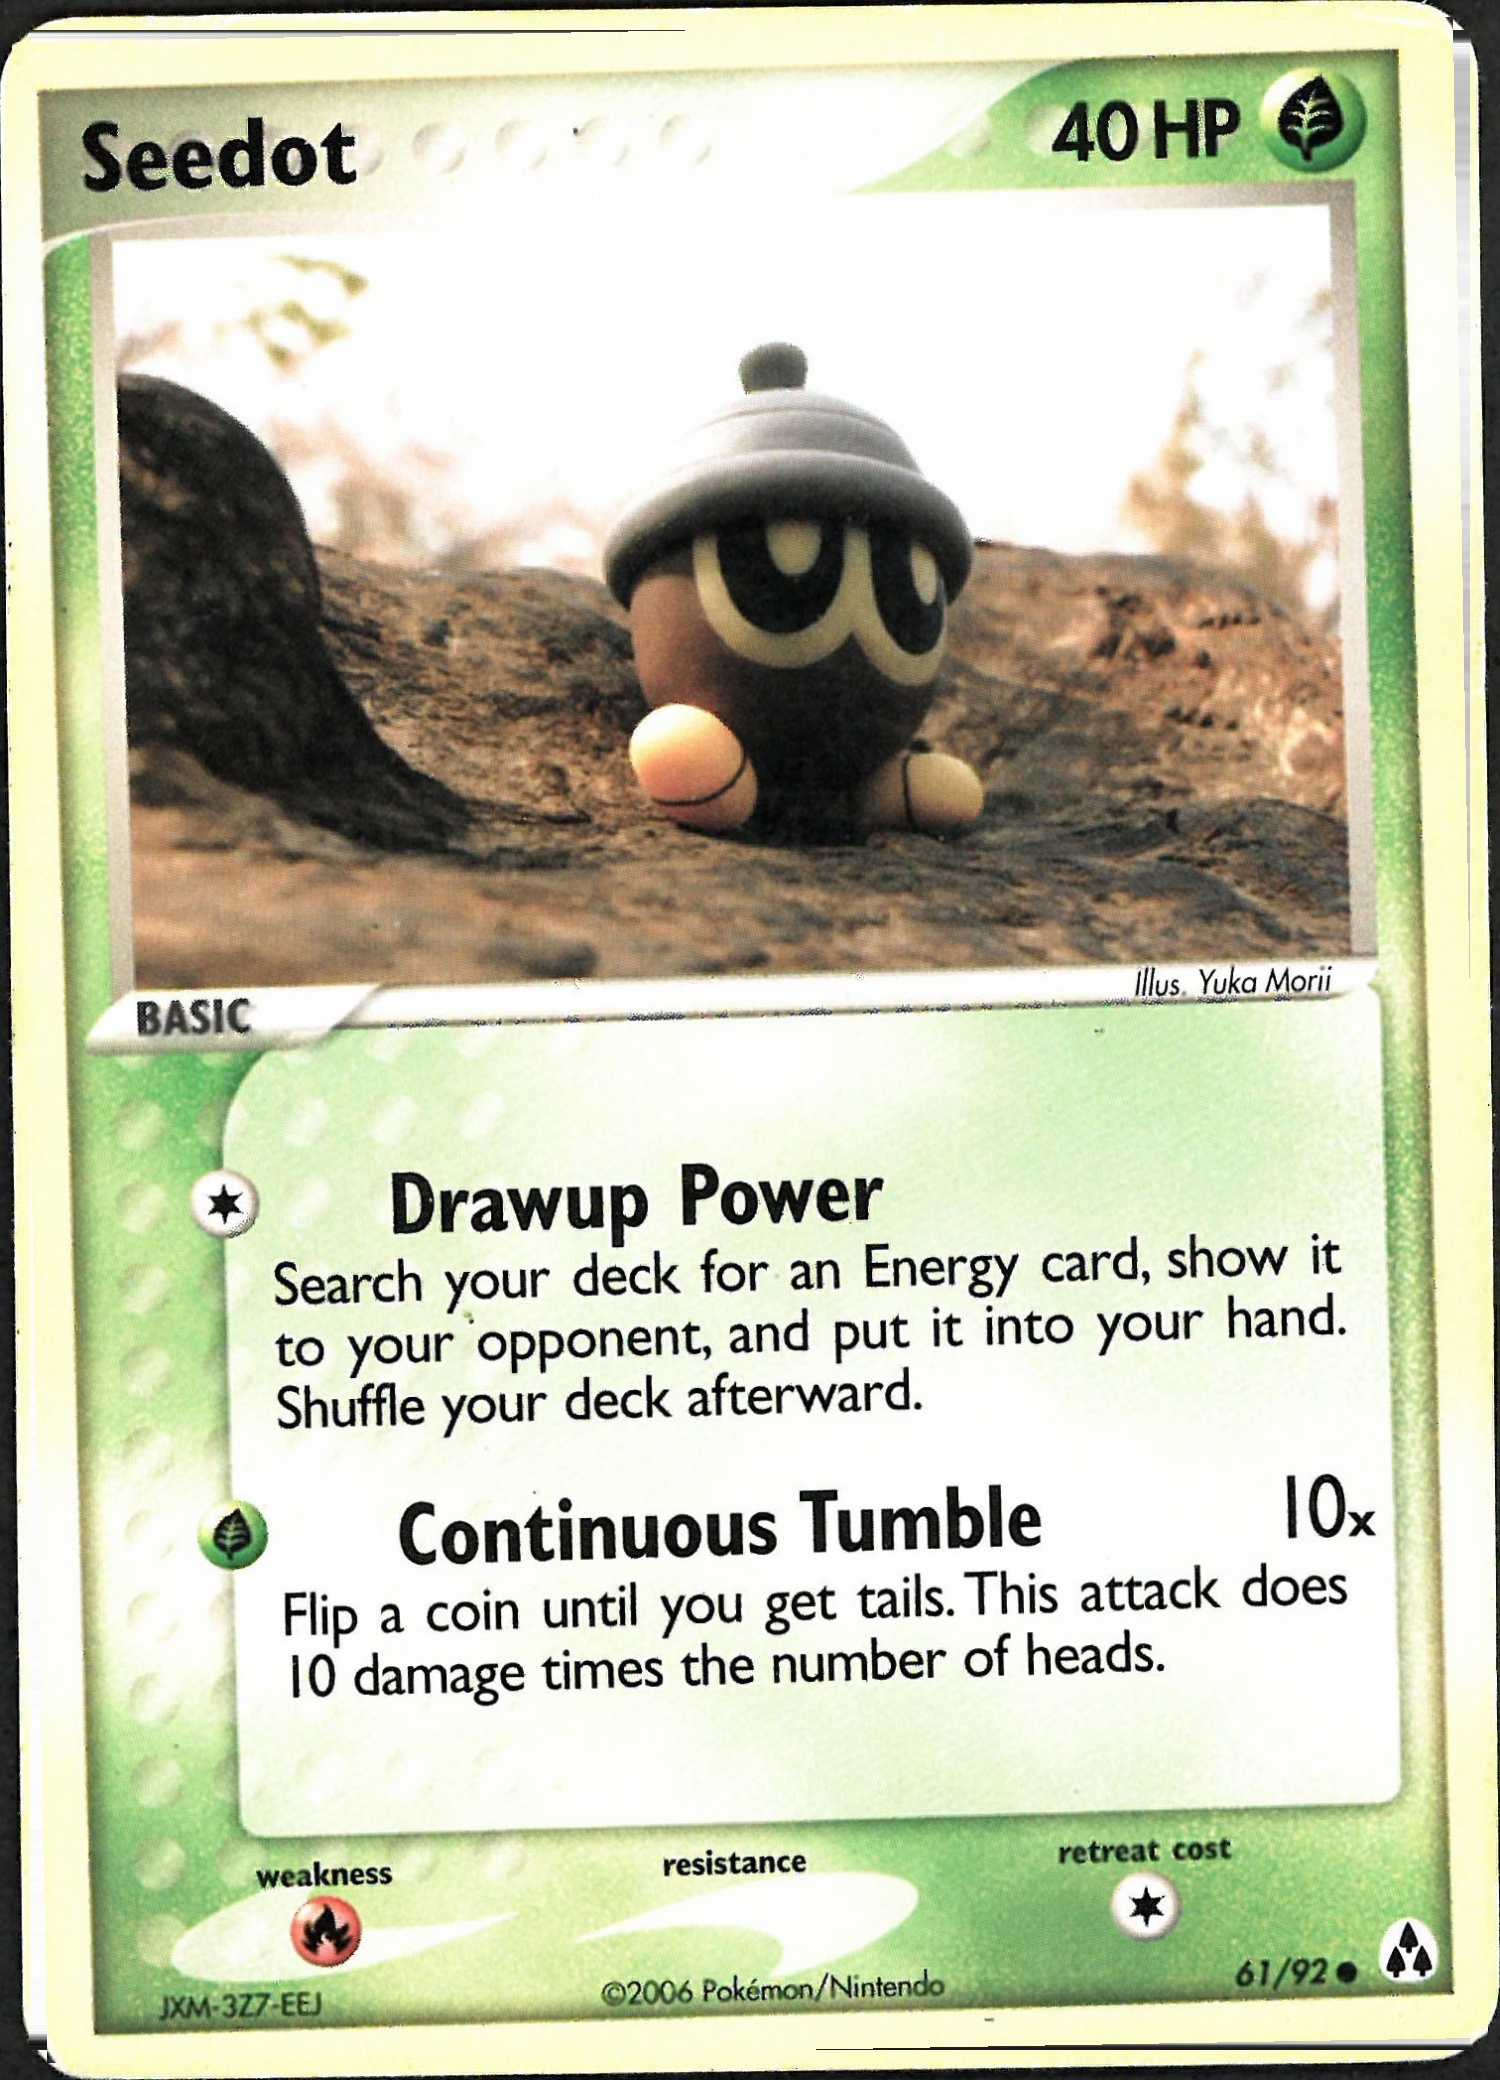 Seedot
40 HP
Illus. Yuka Morii
BASIC
Drawup Power
Search your deck for an Energy card, show it
to your opponent, and put it into your hand.
Shuffle your deck afterward.
Continuous Tumble 10x
Flip a coin until you get tails. This attack does
10 damage times the number of heads.
weakness resistance retreat cost
61/92
JXM-3Z7-EEJ ©2006 Pokémon/Nintendo